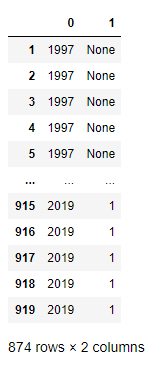 0 1
1 1997 None
2 1997 None
3 1997 None
4 1997 None
5 1997 None
... ... ...
915 2019 1
916 2019 1
917 2019 1
918 2019 1
919 2019 1
874 rows × 2 columns